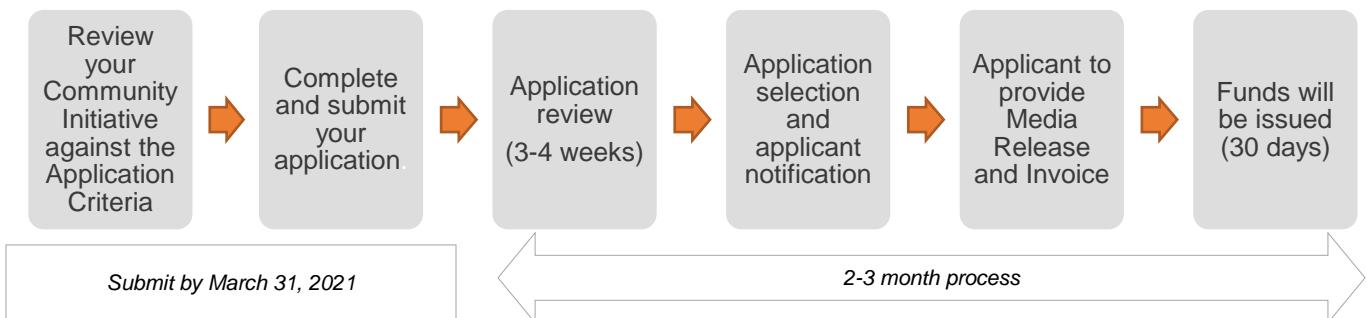 Review
your
Community
Initiative
against the
Application
Criteria
Complete
and submit
your
application.
Application
review
(3-4 weeks)
Application
selection
and
applicant
notification
Applicant to
provide
Media
Release
and Invoice
Funds will
be issued
(30 days)
Submit by March 31, 2021
2-3 month process